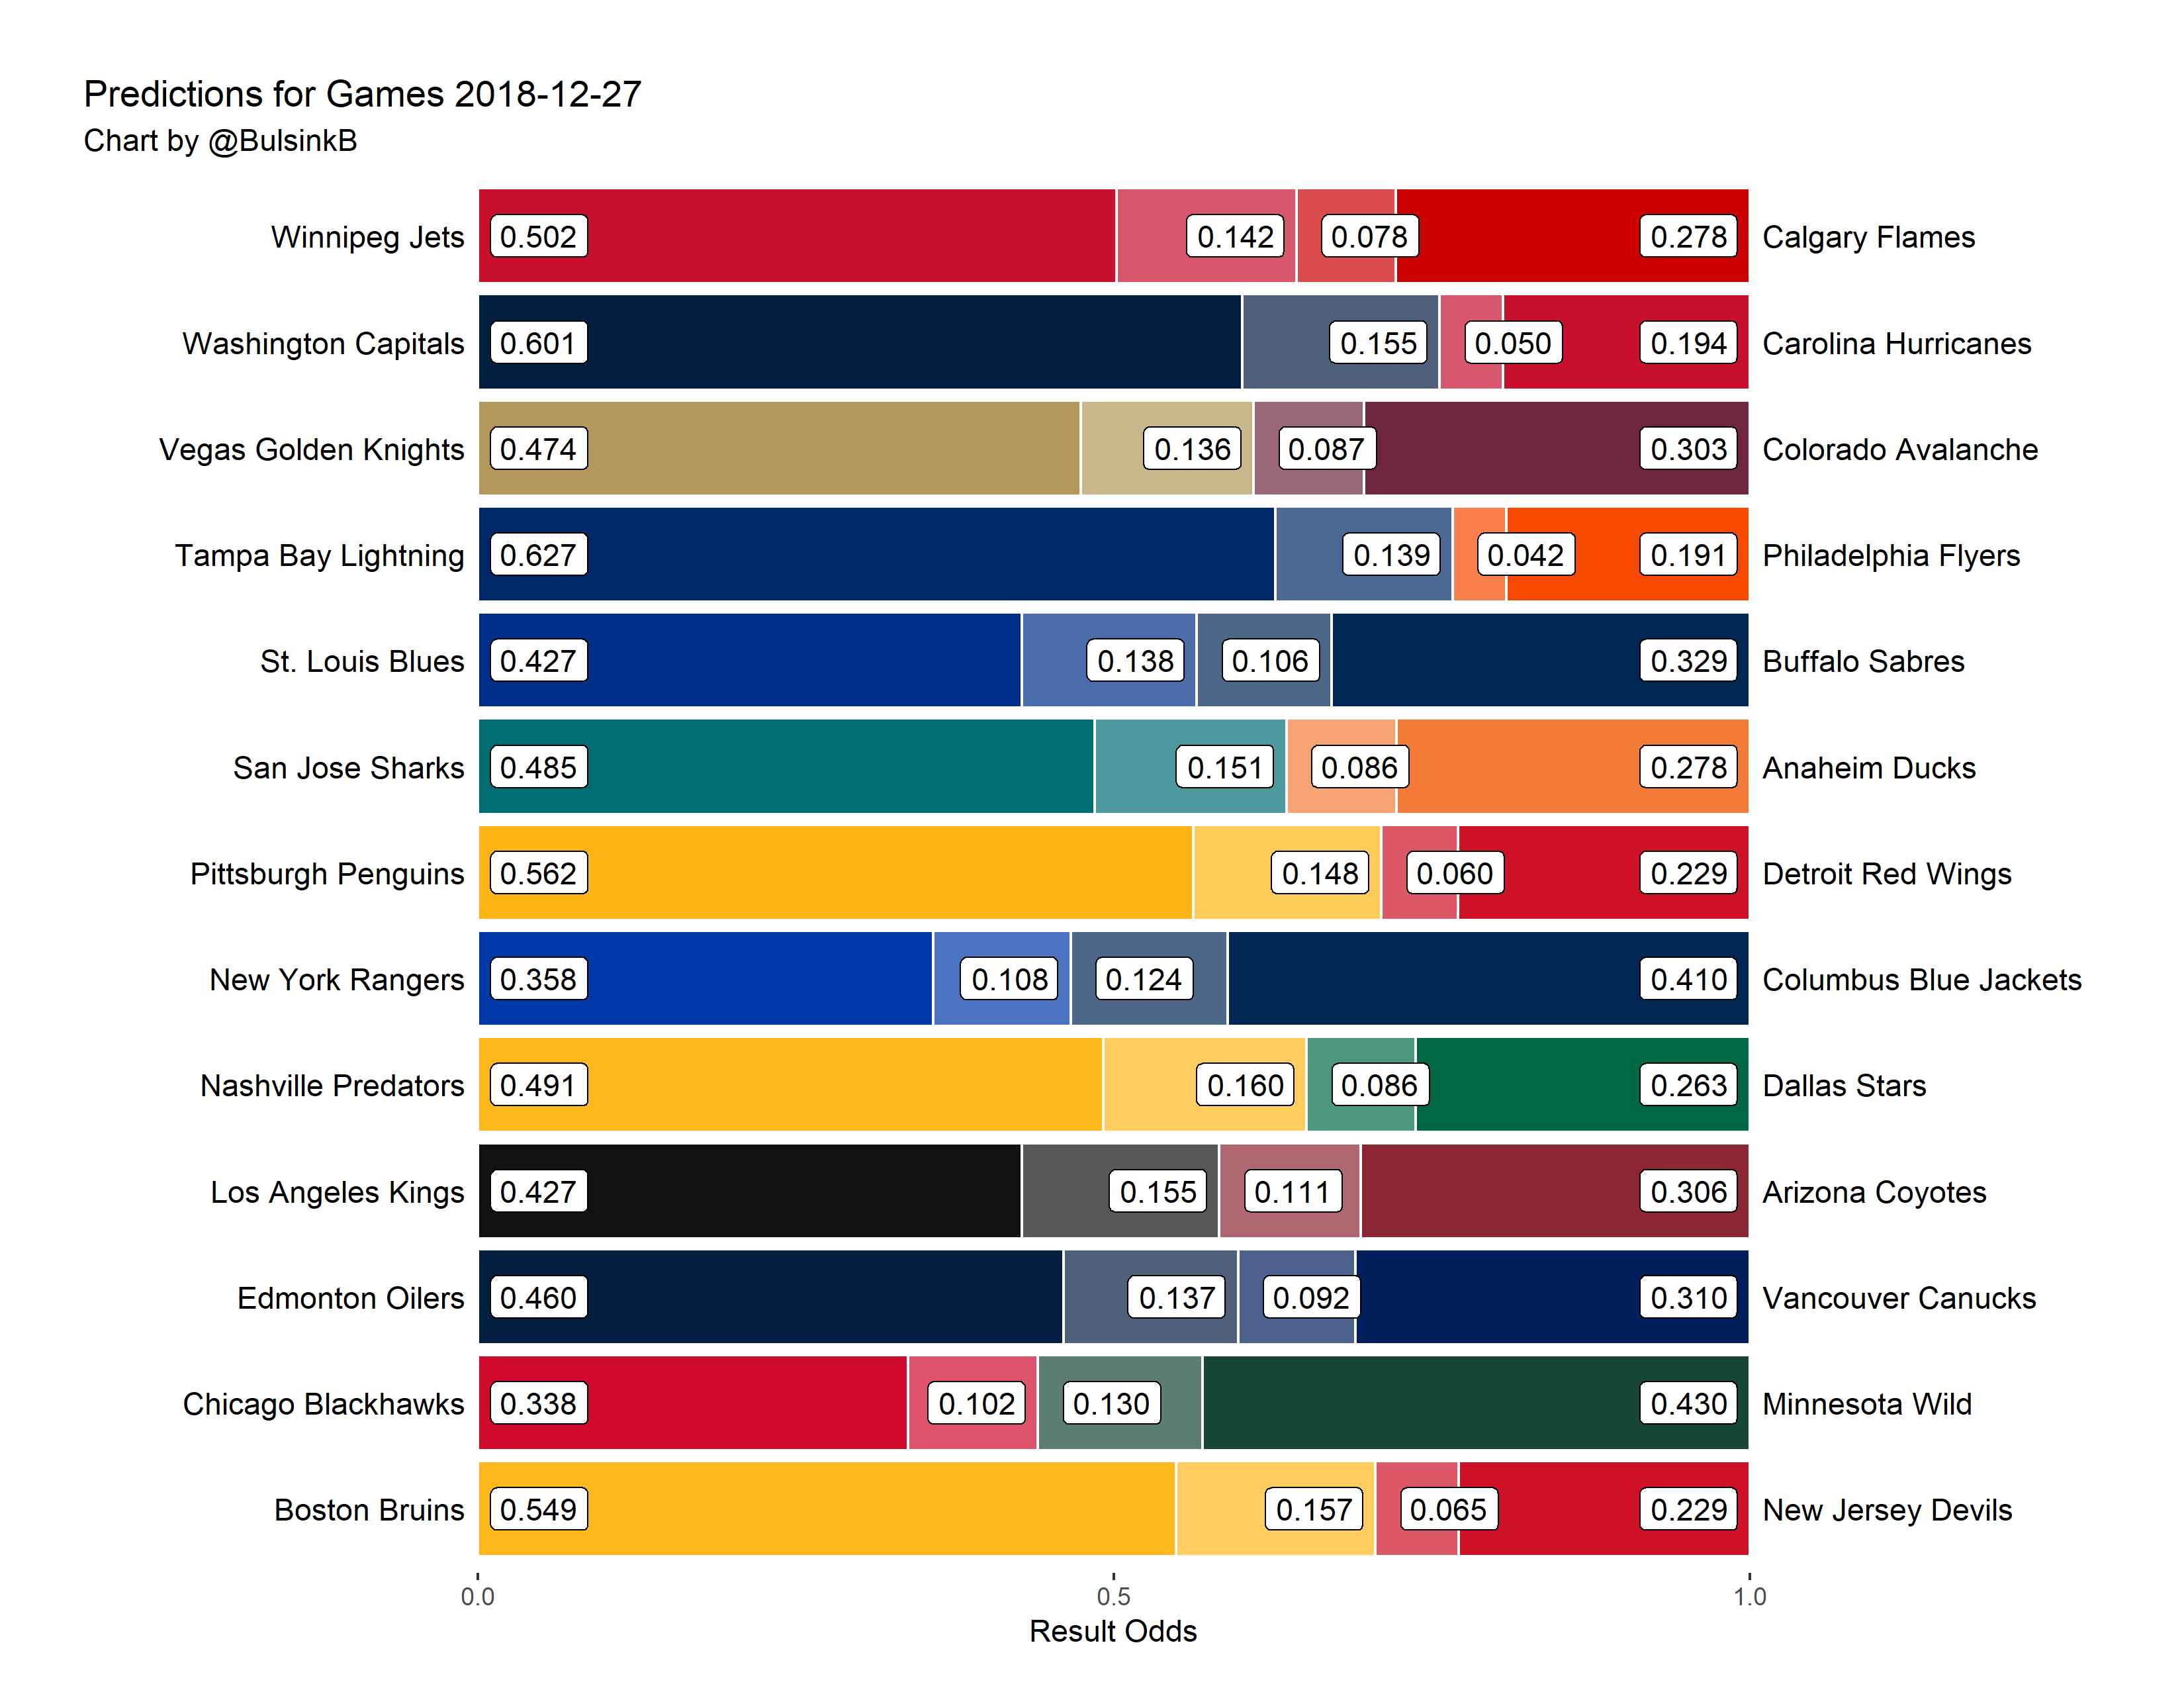 Predictions for Games 2018-12-27
Chart by @BulsinkB
Winnipeg Jets 0.502 0.142 0.078 0.278 Calgary Flames
Washington Capitals 0.601 0.155 0.050 0.194 Carolina Hurricanes
Vegas Golden Knights 0.474 0.136 0.087 0.303 Colorado Avalanche
Tampa Bay Lightning 0.627 0.139 0.042 0.191 Philadelphia Flyers
St. Louis Blues 0.427 0.138 0.106 0.329 Buffalo Sabres
San Jose Sharks 0.485 0.151 0.086 0.278 Anaheim Ducks
Pittsburgh Penguins 0.562 0.148 0.060 0.229 Detroit Red Wings
New York Rangers 0.358 0.108 0.124 0.410 Columbus Blue Jackets
Nashville Predators 0.491 0.160 0.086 0.263 Dallas Stars
Los Angeles Kings 0.427 0.155 0.111 0.306 Arizona Coyotes
Edmonton Oilers 0.460 0.137 0.092 0.310 Vancouver Canucks
Chicago Blackhawks 0.338 0.102 0.130 0.430 Minnesota Wild
Boston Bruins 0.549 0.157 0.065 0.229 New Jersey Devils
0.0 0.5 1.0
Result Odds